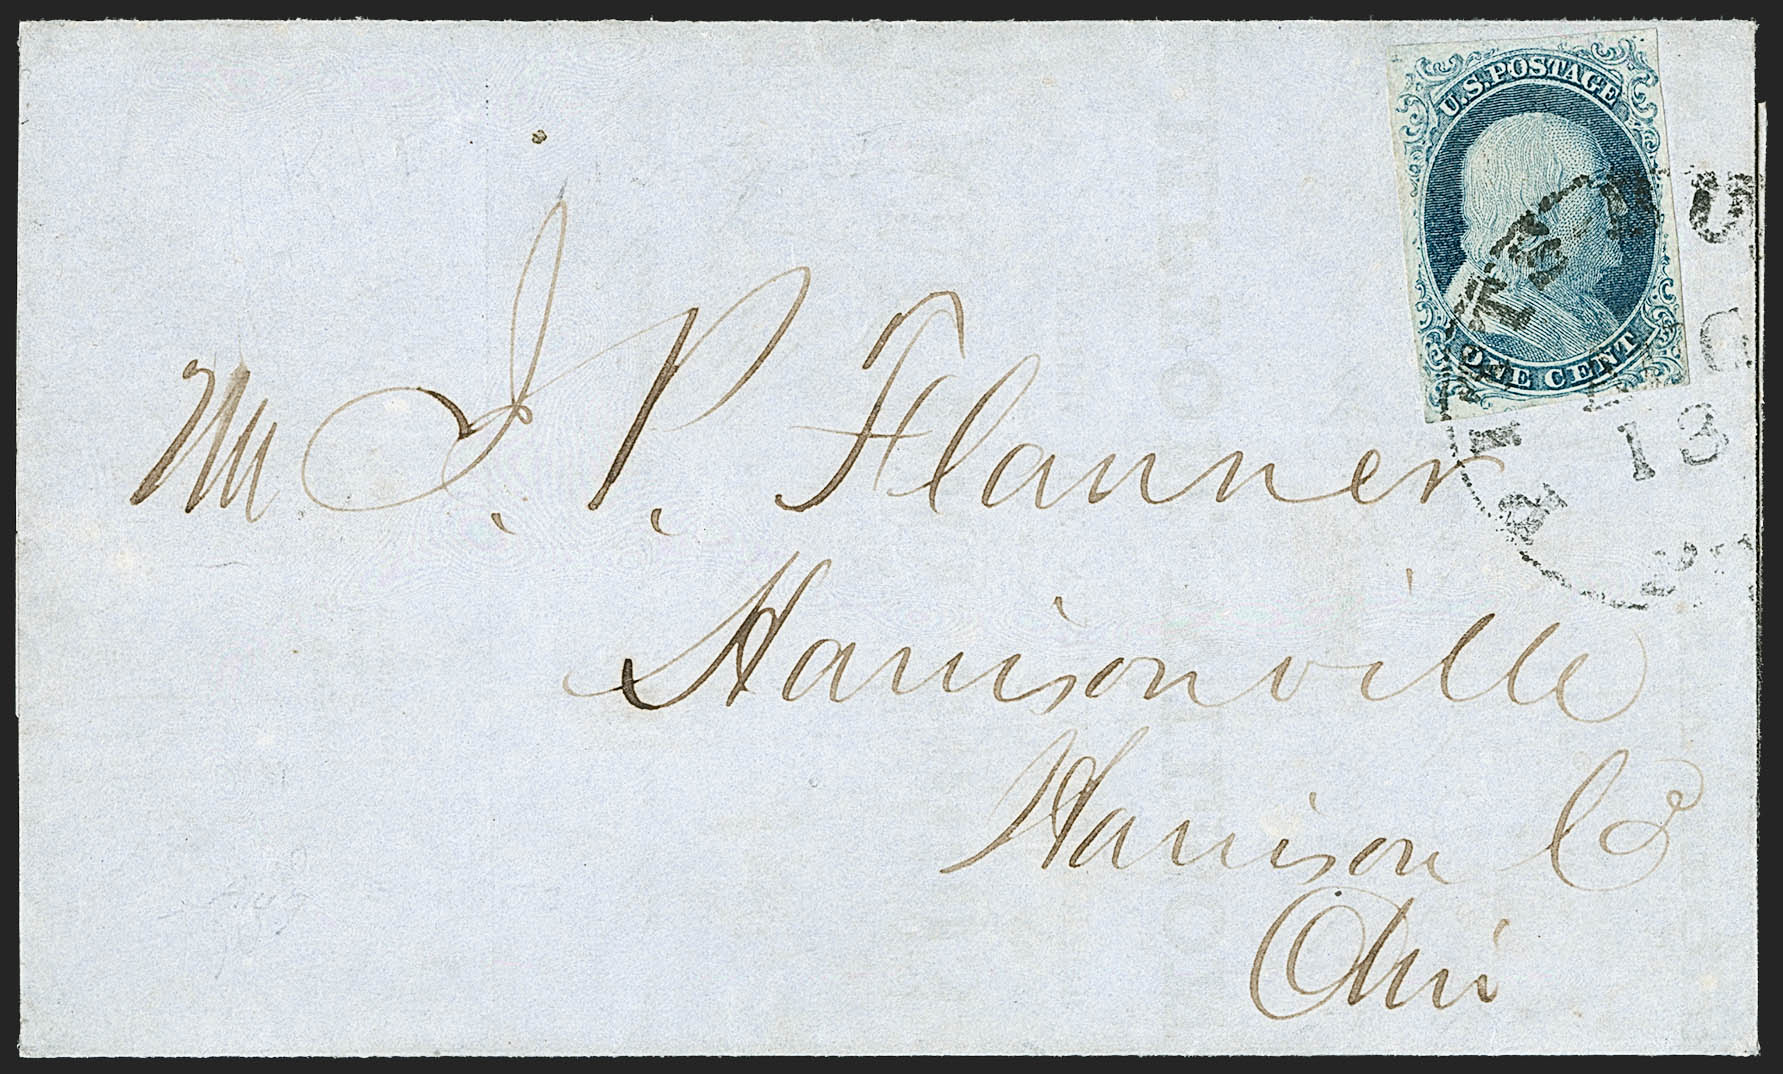 U.S. POSTAGE
ONE CENT
13
Mr J. P. Flanner
Harrisonville
Harrison Co
Ohio